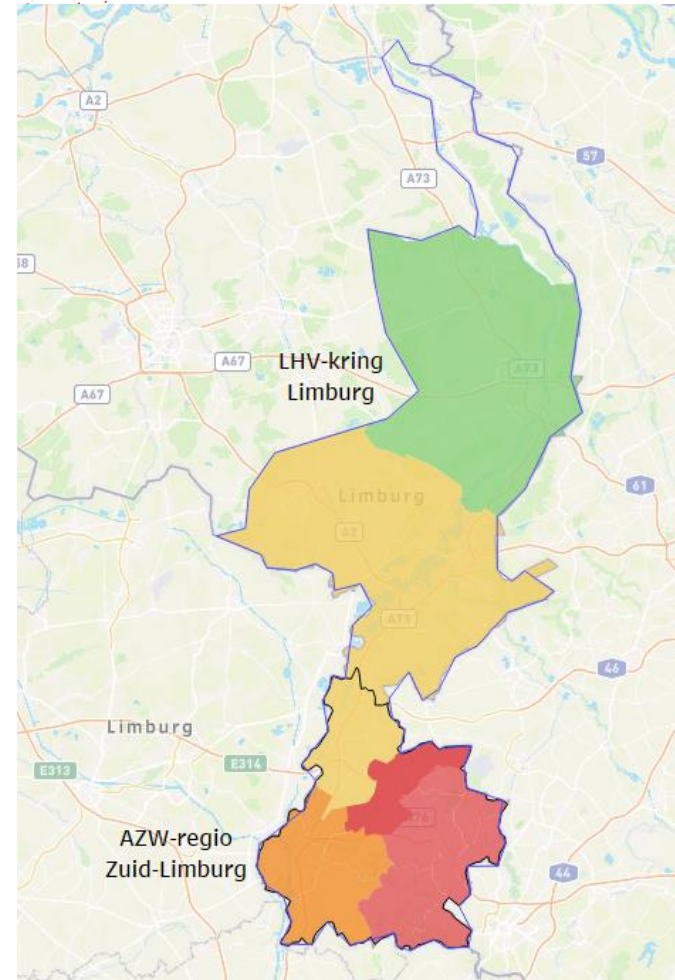 A2
57
A73
58
A67
LHV-kring
Limburg
A73
A67
61
Limburg
A2
A73
46
Limburg
E313
E314
A76
AZW-regio
Zuid-Limburg
44